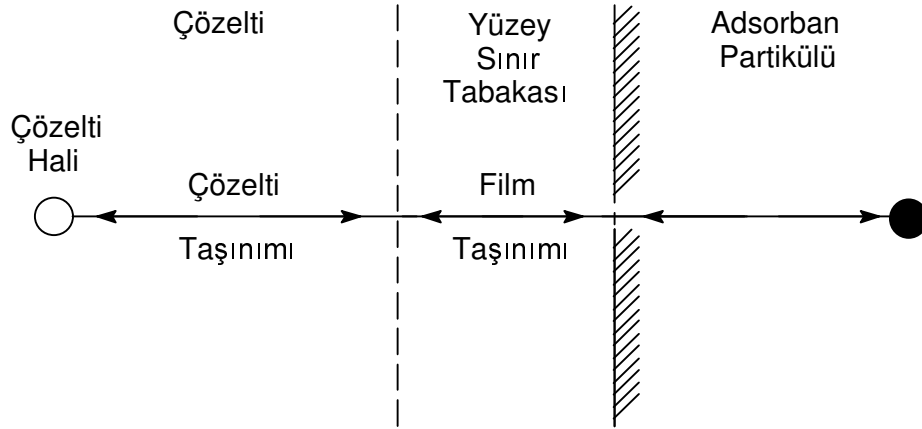 Çözelti
Yüzey
Sınır
Tabakası
Adsorban
Partikülü
Çözelti
Hali
Çözelti
Taşınımı
Film
Taşınımı